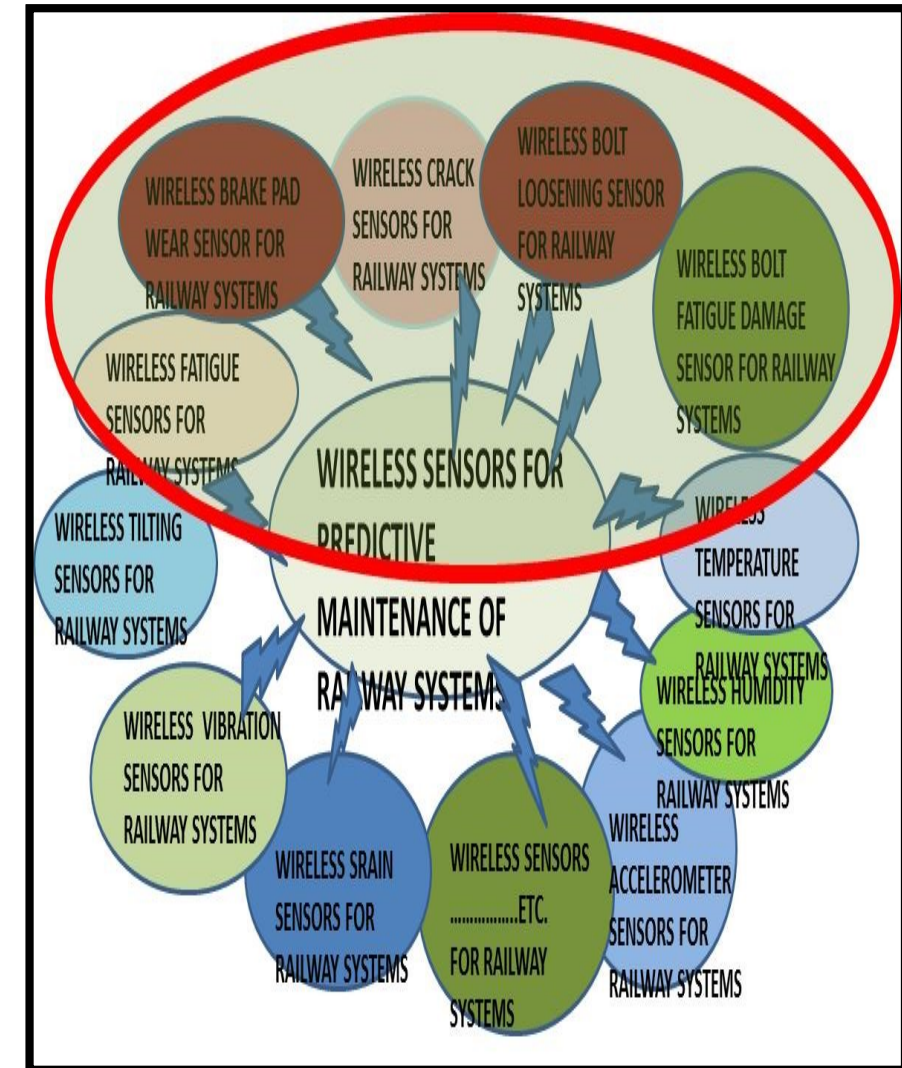 WIRELESS BRAKE PAD
WEAR SENSOR FOR
RAILWAY SYSTEMS
WIRELESS CRACK
SENSORS FOR
RAILWAY SYSTEMS
WIRELESS BOLT
LOOSENING SENSOR
FOR RAILWAY
SYSTEMS
WIRELESS BOLT
FATIGUE DAMAGE
SENSOR FOR RAILWAY
SYSTEMS
WIRELESS FATIGUE
SENSORS FOR
RAILWAY SYSTEMS
WIRELESS SENSORS FOR
PREDICTIVE
MAINTENANCE OF
RAILWAY SYSTEMS
WIRELESS TILTING
SENSORS FOR
RAILWAY SYSTEMS
WIRELESS
TEMPERATURE
SENSORS FOR
RAILWAY SYSTEMS
WIRELESS HUMIDITY
SENSORS FOR
RAILWAY SYSTEMS
WIRELESS VIBRATION
SENSORS FOR
RAILWAY SYSTEMS
WIRELESS SRAIN
SENSORS FOR
RAILWAY SYSTEMS
WIRELESS SENSORS
................ETC.
FOR RAILWAY
SYSTEMS
WIRELESS
ACCELEROMETER
SENSORS FOR
RAILWAY SYSTEMS